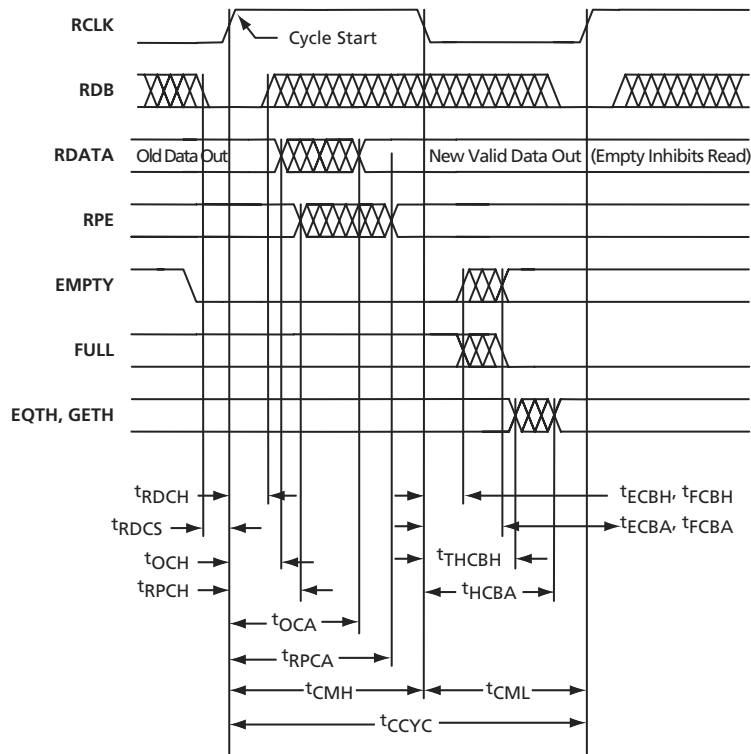 RCLK
Cycle Start
RDB
RDATA
Old Data Out
New Valid Data Out (Empty Inhibits Read)
RPE
EMPTY
FULL
EQTH, GETH
tRDCH
tECBH, tFCBH
tRDCS
tECBA, tFCBA
tOCH
tTHCBH
tRPCH
tHCBA
tOCA
tRPCA
tCMH
tCML
tCCYC